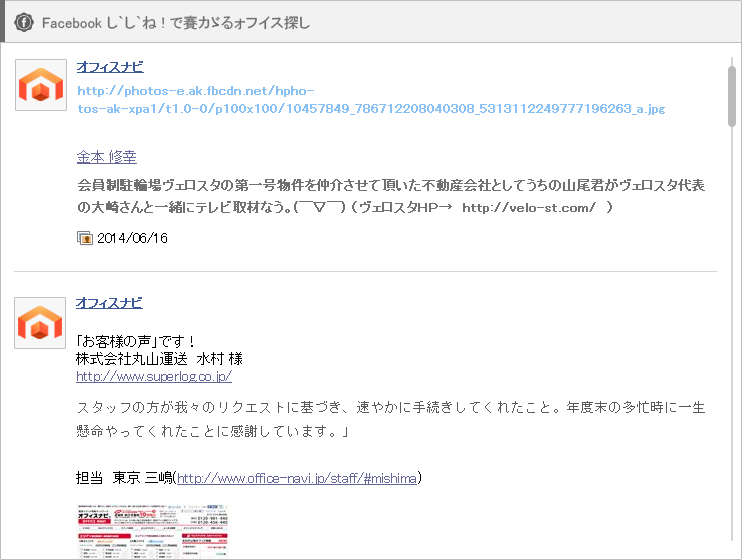 Facebook し`し`ね！で賽カゞるォフイス探し
オフィスナビ
http://photos-e.ak.fbcdn.net/hpho-
tos-ak-xpa1/t1.0-0/p100x100/10457849_786712208040308_5313112249777196263_a.jpg
金本 修幸
会員制駐輪場ヴェロスタの第一号物件を仲介させて頂いた不動産会社としてうちの山尾君がヴェロスタ代表
の大崎さんと一緒にテレビ取材なう。(￣▽￣)（ヴェロスタHP→ http://velo-st.com/ ）
2014/06/16
オフィスナビ
「お客様の声」です！
株式会社丸山運送 水村 様
http://www.superlog.co.jp/
スタッフの方が我々のリクエストに基づき、速やかに手続きしてくれたこと。年度末の多忙時に一生
懸命やってくれたことに感謝しています。」
担当 東京 三嶋(http://www.office-navi.jp/staff/#mishima)
オフィスナビ